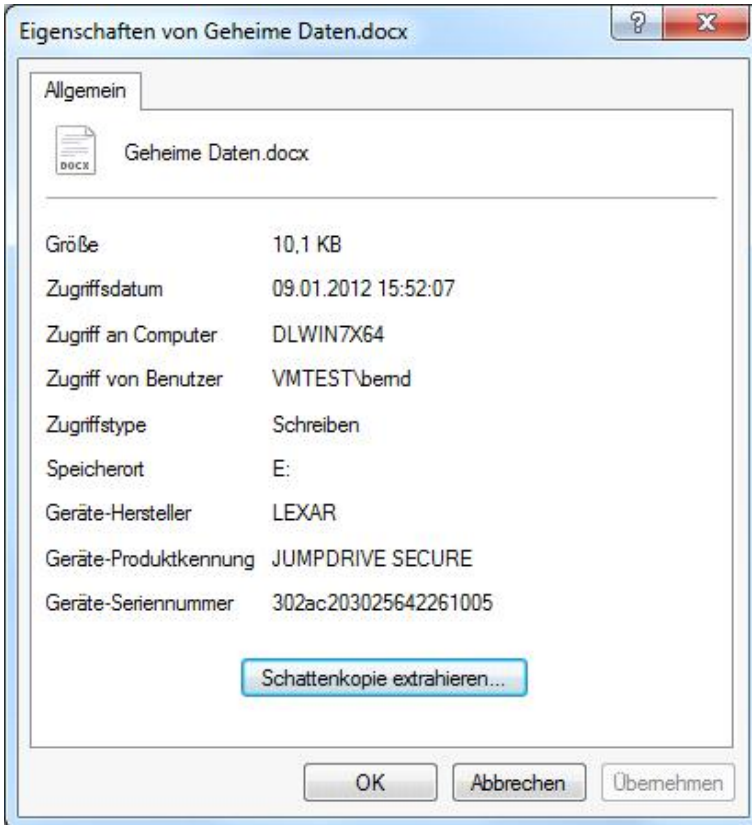 Eigenschaften von Geheime Daten.docx
Allgemein
DOCX
Geheime Daten.docx
Größe 10,1 KB
Zugriffsdatum 09.01.2012 15:52:07
Zugriff an Computer DLWIN7X64
Zugriff von Benutzer VMTEST\bernd
Zugriffstype Schreiben
Speicherort E:
Geräte-Hersteller LEXAR
Geräte-Produktkennung JUMPDRIVE SECURE
Geräte-Seriennummer 302ac203025642261005
Schattenkopie extrahieren...
OK Abbrechen Übernehmen